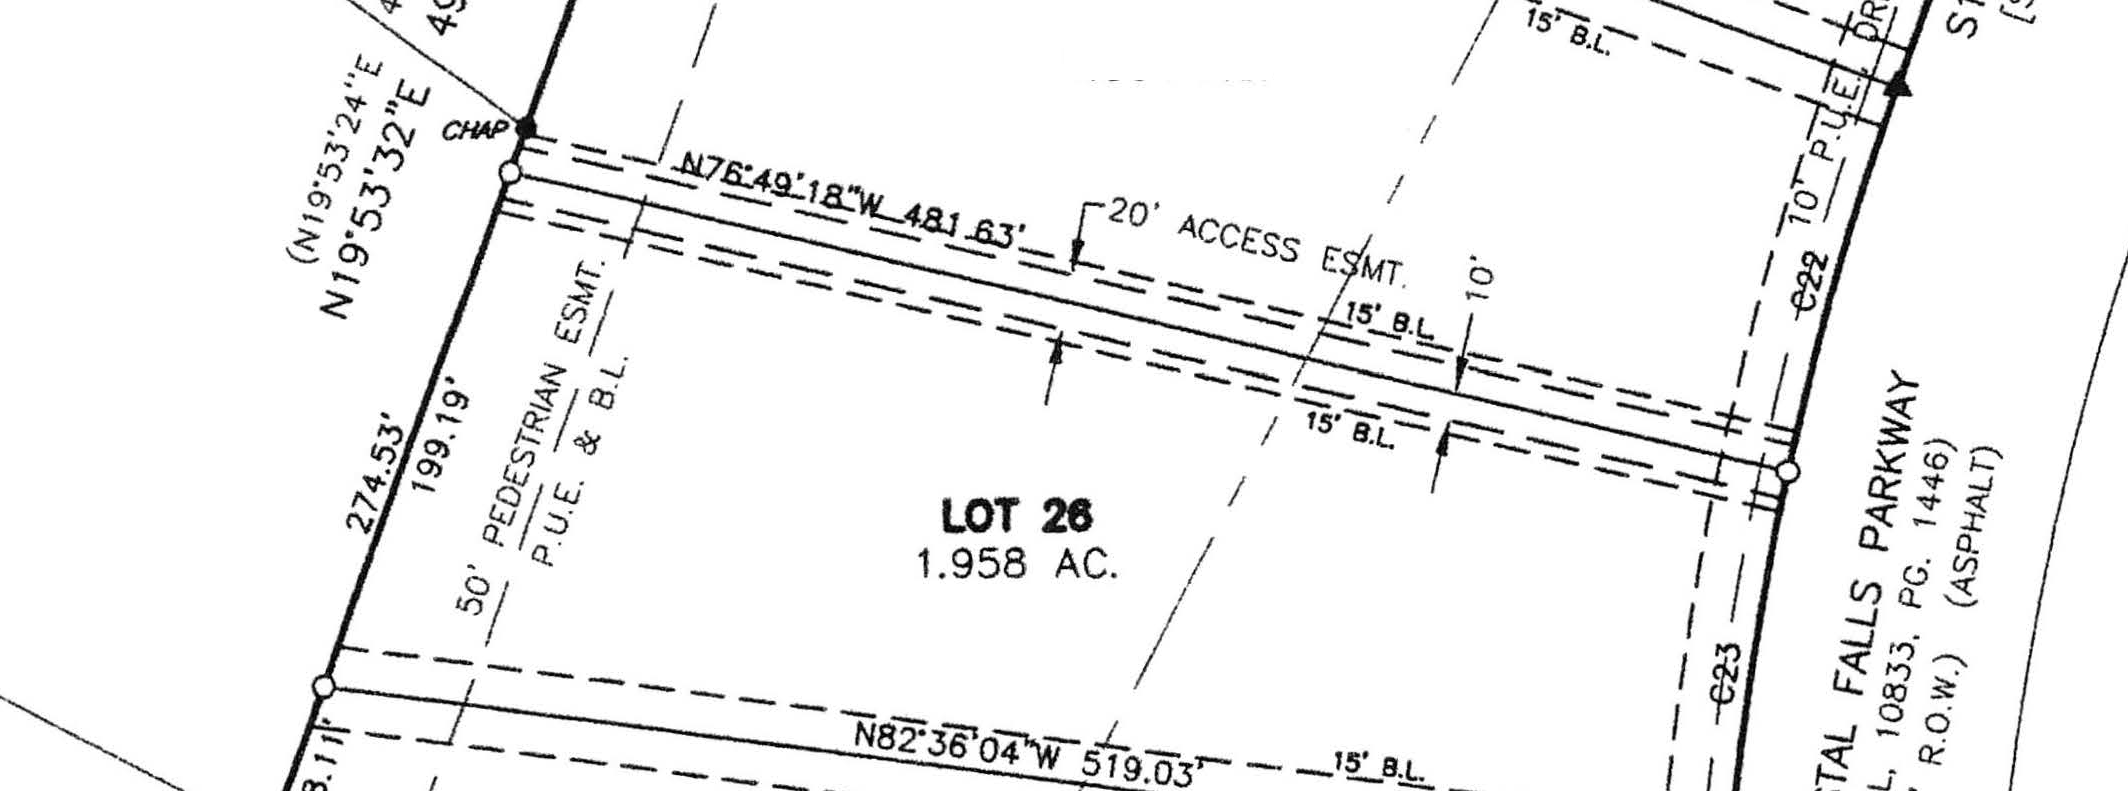 15' B.L.
10' P.U.E.,
CHAP
(N19°53'24"E
N19°53'32"E
N76°49'18"W 481.63'
20' ACCESS ESMT.
10'
15' B.L.
15' B.L.
C22
274.53'
199.19'
50' PEDESTRIAN ESMT.
P.U.E. & B.L.
LOT 26
1.958 AC.
C23
FALLS PARKWAY
10833, PG. 1446)
R.O.W.) (ASPHALT)
N82°36'04"W 519.03'
15' B.L.